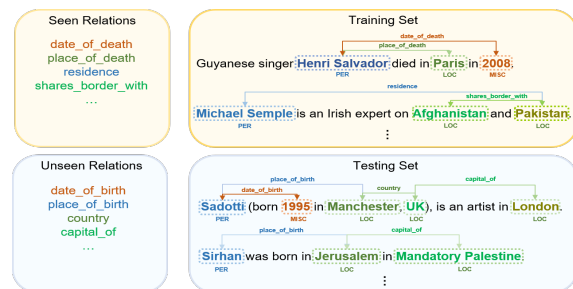 Seen Relations
date_of_death
place_of_death
residence
shares_border_with
...
Training Set
date_of_death
place_of_death
Guyanese singer Henri Salvador died in Paris in 2008.
PER LOC MISC
residence
shares_border_with
Michael Semple is an Irish expert on Afghanistan and Pakistan.
PER LOC LOC
⋮
Unseen Relations
date_of_birth
place_of_birth
country
capital_of
...
Testing Set
place_of_birth country capital_of
date_of_birth
Sadotti (born 1995 in Manchester, UK), is an artist in London.
PER MISC LOC LOC LOC
place_of_birth capital_of
Sirhan was born in Jerusalem in Mandatory Palestine
PER LOC LOC
⋮